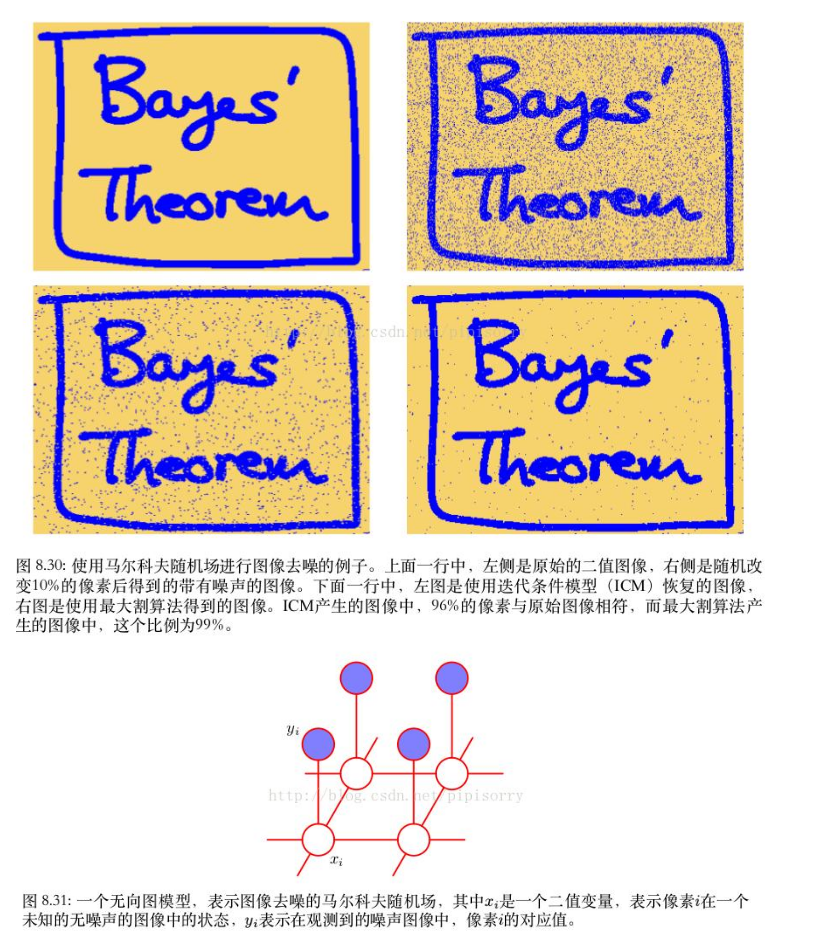 Bayes'
Theorem
Bayes'
Theorem
Bayes'
Theorem
Bayes'
Theorem
图 8.30: 使用马尔科夫随机场进行图像去噪的例子。上面一行中，左侧是原始的二值图像，右侧是随机改
变10%的像素后得到的带有噪声的图像。下面一行中，左图是使用迭代条件模型（ICM）恢复的图像，
右图是使用最大割算法得到的图像。ICM产生的图像中，96%的像素与原始图像相符，而最大割算法产
生的图像中，这个比例为99%。
yi
http://blog.csdn.net/pipisorry
xi
图 8.31: 一个无向图模型，表示图像去噪的马尔科夫随机场，其中xi是一个二值变量，表示像素i在一个
未知的无噪声的图像中的状态，yi表示在观测到的噪声图像中，像素i的对应值。